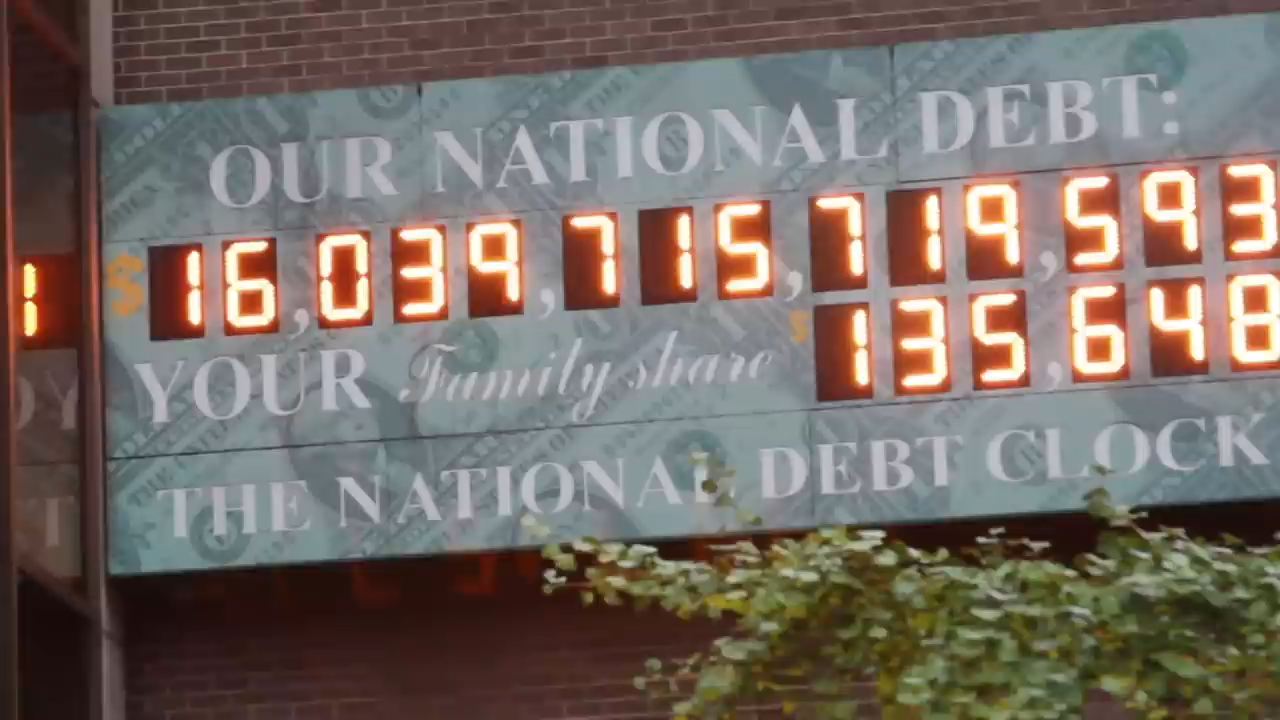 OUR NATIONAL DEBT:
$16,039,715,719,593
YOUR Family share $135,648
THE NATIONAL DEBT CLOCK